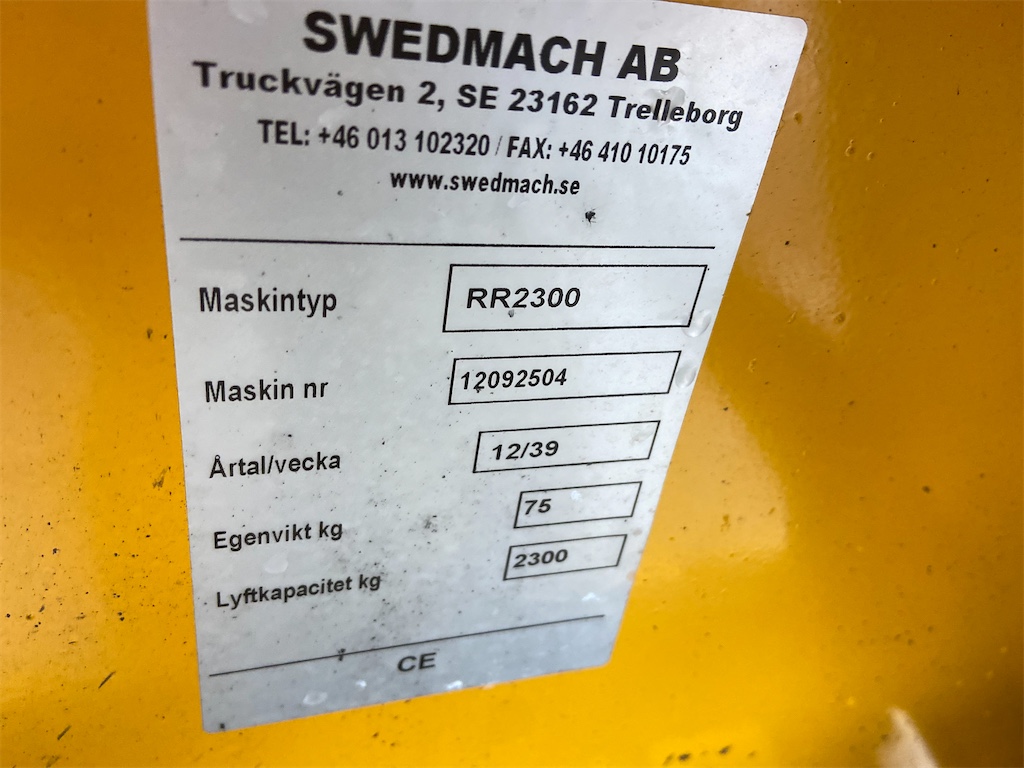 SWEDMACH AB
Truckvägen 2, SE 23162 Trelleborg
TEL: +46 013 102320 / FAX: +46 410 10175
www.swedmach.se
Maskintyp RR2300
Maskin nr 12092504
Årtal/vecka 12/39
Egenvikt kg 75
Lyftkapacitet kg 2300
CE